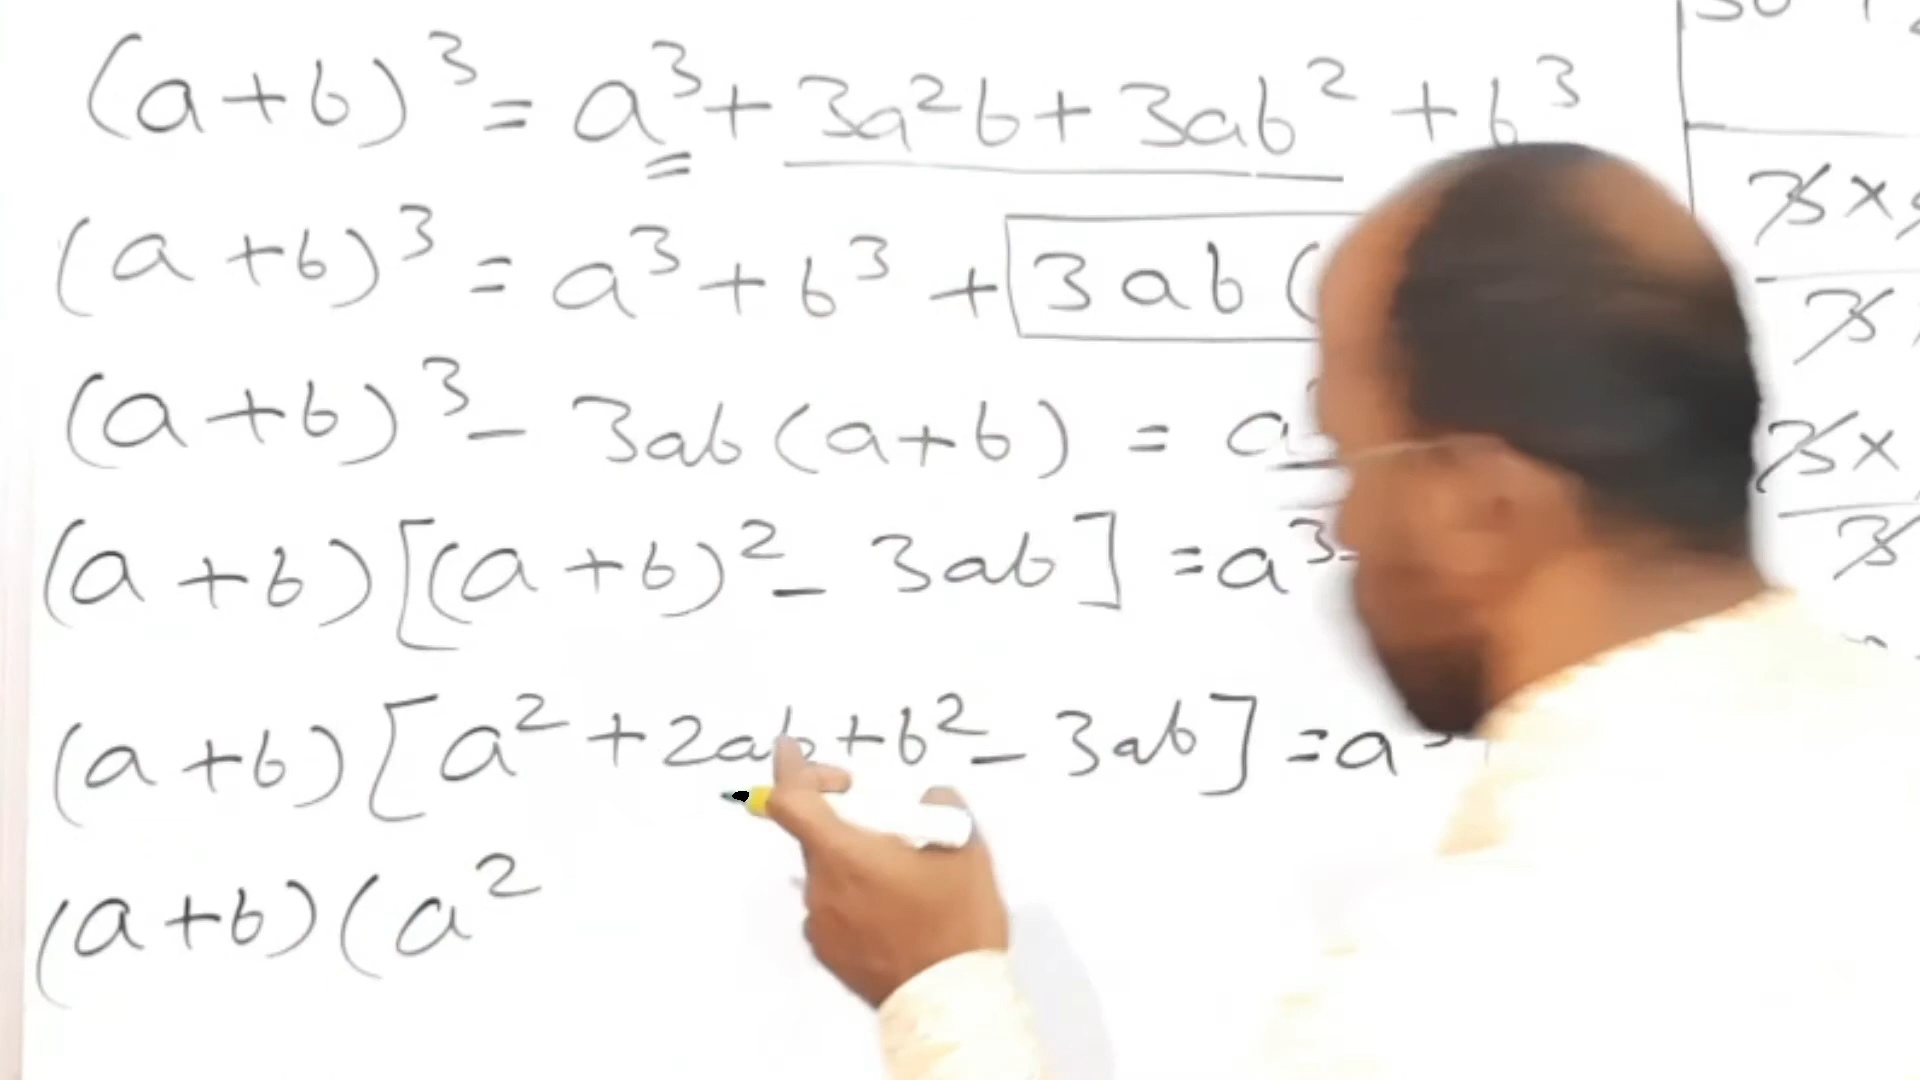 (a+b)³ = a³ + 3a²b + 3ab² + b³
(a+b)³ = a³ + b³ + 3ab (
(a+b)³ - 3ab (a+b) = a
(a+b) [(a+b)² - 3ab] = a³
(a+b) [a² + 2ab + b² - 3ab] = a³
(a+b) (a²